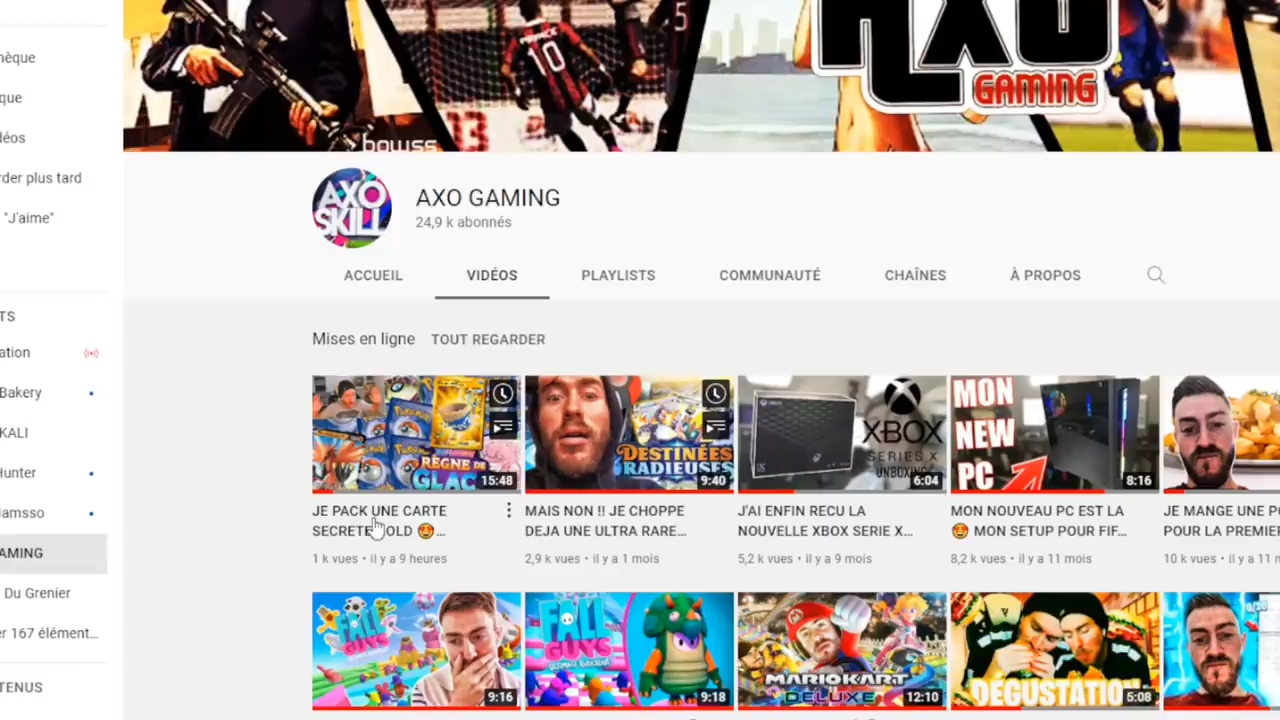 AXO
GAMING
PRINCE
10
bowss
AXO
SKILL
AXO GAMING
24,9 k abonnés
ACCUEIL
VIDÉOS
PLAYLISTS
COMMUNAUTÉ
CHAÎNES
À PROPOS
Mises en ligne
TOUT REGARDER
hèque
que
déos
rder plus tard
"J'aime"
TS
ation
Bakery
KALI
Hunter
lamsso
AMING
Du Grenier
er 167 élément...
TENUS
RÈGNE DE
GLACE
15:48
DESTINÉES
RADIEUSES
9:40
XBOX
SERIES X
UNBOXING
6:04
MON
NEW
PC
8:16
JE PACK UNE CARTE
SECRETE GOLD 🤩...
1 k vues • il y a 9 heures
MAIS NON !! JE CHOPPE
DEJA UNE ULTRA RARE...
2,9 k vues • il y a 1 mois
J'AI ENFIN RECU LA
NOUVELLE XBOX SERIE X...
5,2 k vues • il y a 9 mois
MON NOUVEAU PC EST LA
🤩 MON SETUP POUR FIF...
8,2 k vues • il y a 11 mois
JE MANGE UNE PO
POUR LA PREMIER
10 k vues • il y a 11 m
FALL
GUYS
9:16
FALL
GUYS
ULTIMATE KNOCKOUT
9:18
MARIOKART
DELUXE
12:10
DÉGUSTATION
5:08